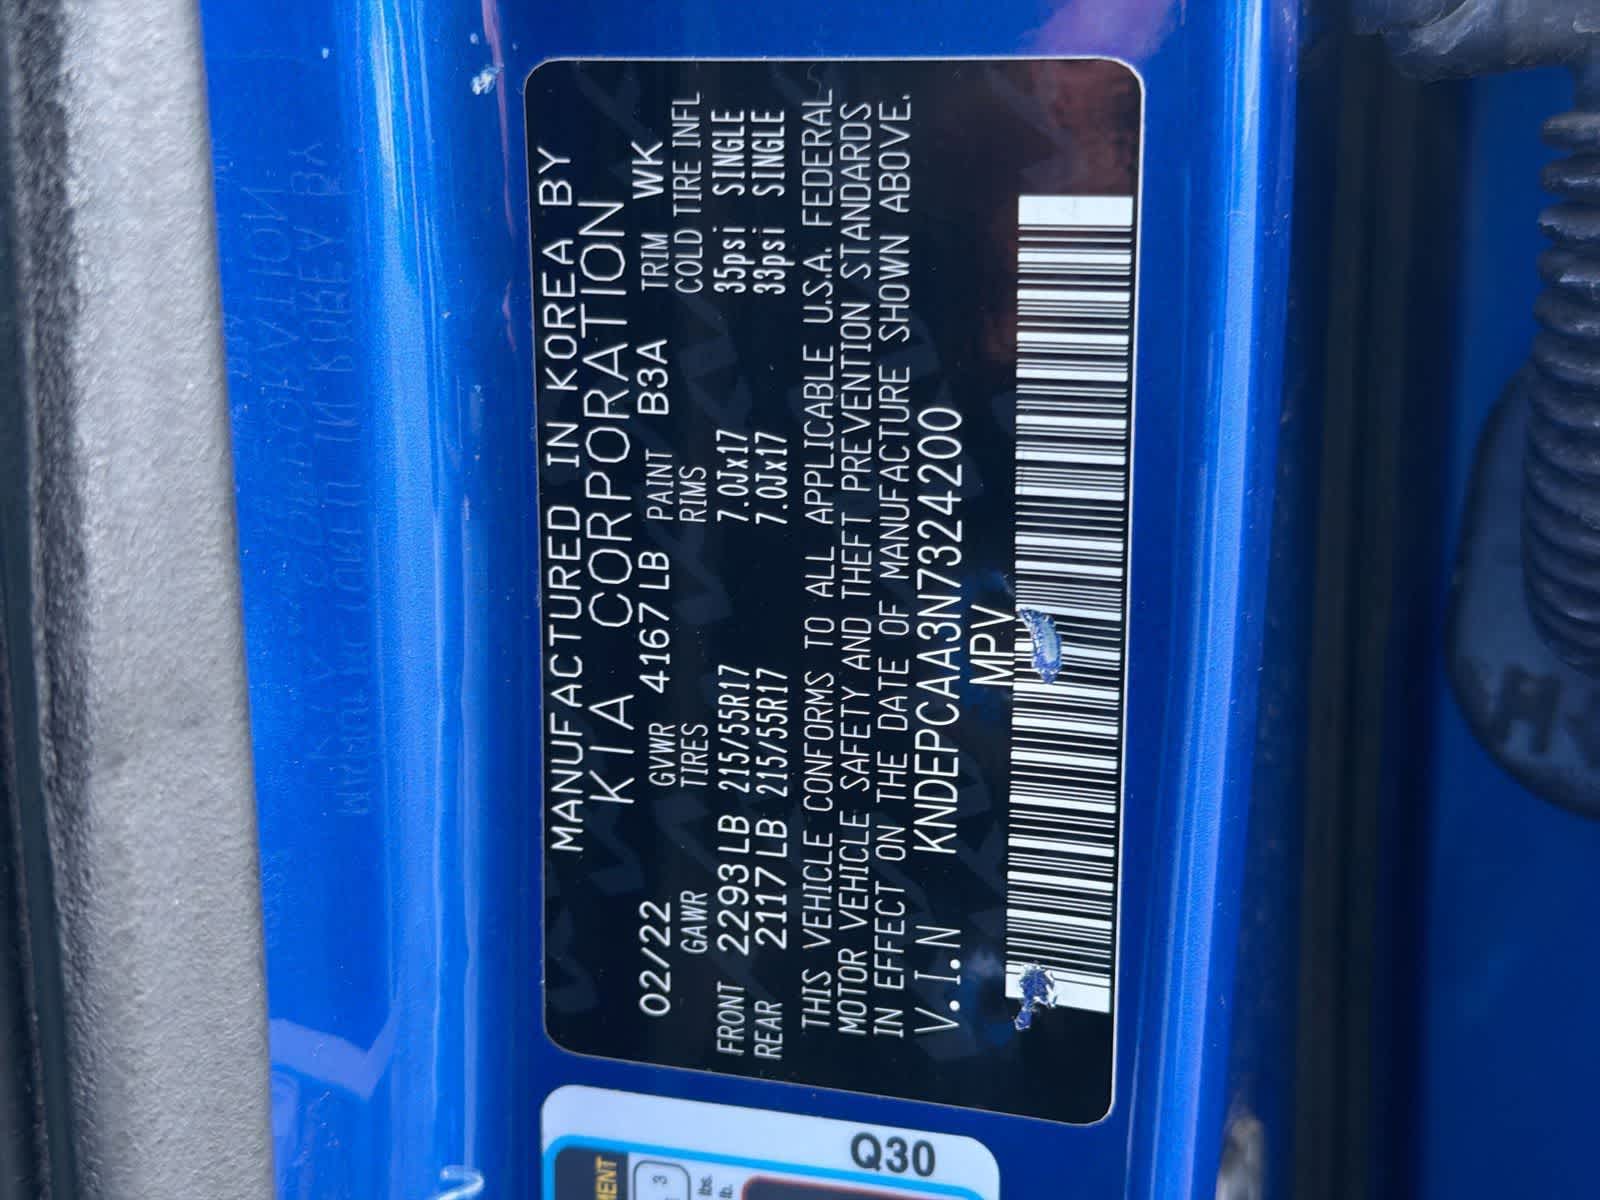 MANUFACTURED IN KOREA BY
KIA CORPORATION
02/22 GVWR 4167 LB PAINT B3A TRIM WK
GAWR TIRES RIMS COLD TIRE INFL
FRONT 2293 LB 215/55R17 7.0Jx17 35psi SINGLE
REAR 2117 LB 215/55R17 7.0Jx17 33psi SINGLE
THIS VEHICLE CONFORMS TO ALL APPLICABLE U.S.A. FEDERAL
MOTOR VEHICLE SAFETY AND THEFT PREVENTION STANDARDS
IN EFFECT ON THE DATE OF MANUFACTURE SHOWN ABOVE.
V.I.N KNDEPCAA3N7324200
MPV
Q30
3
lbs.
lb.